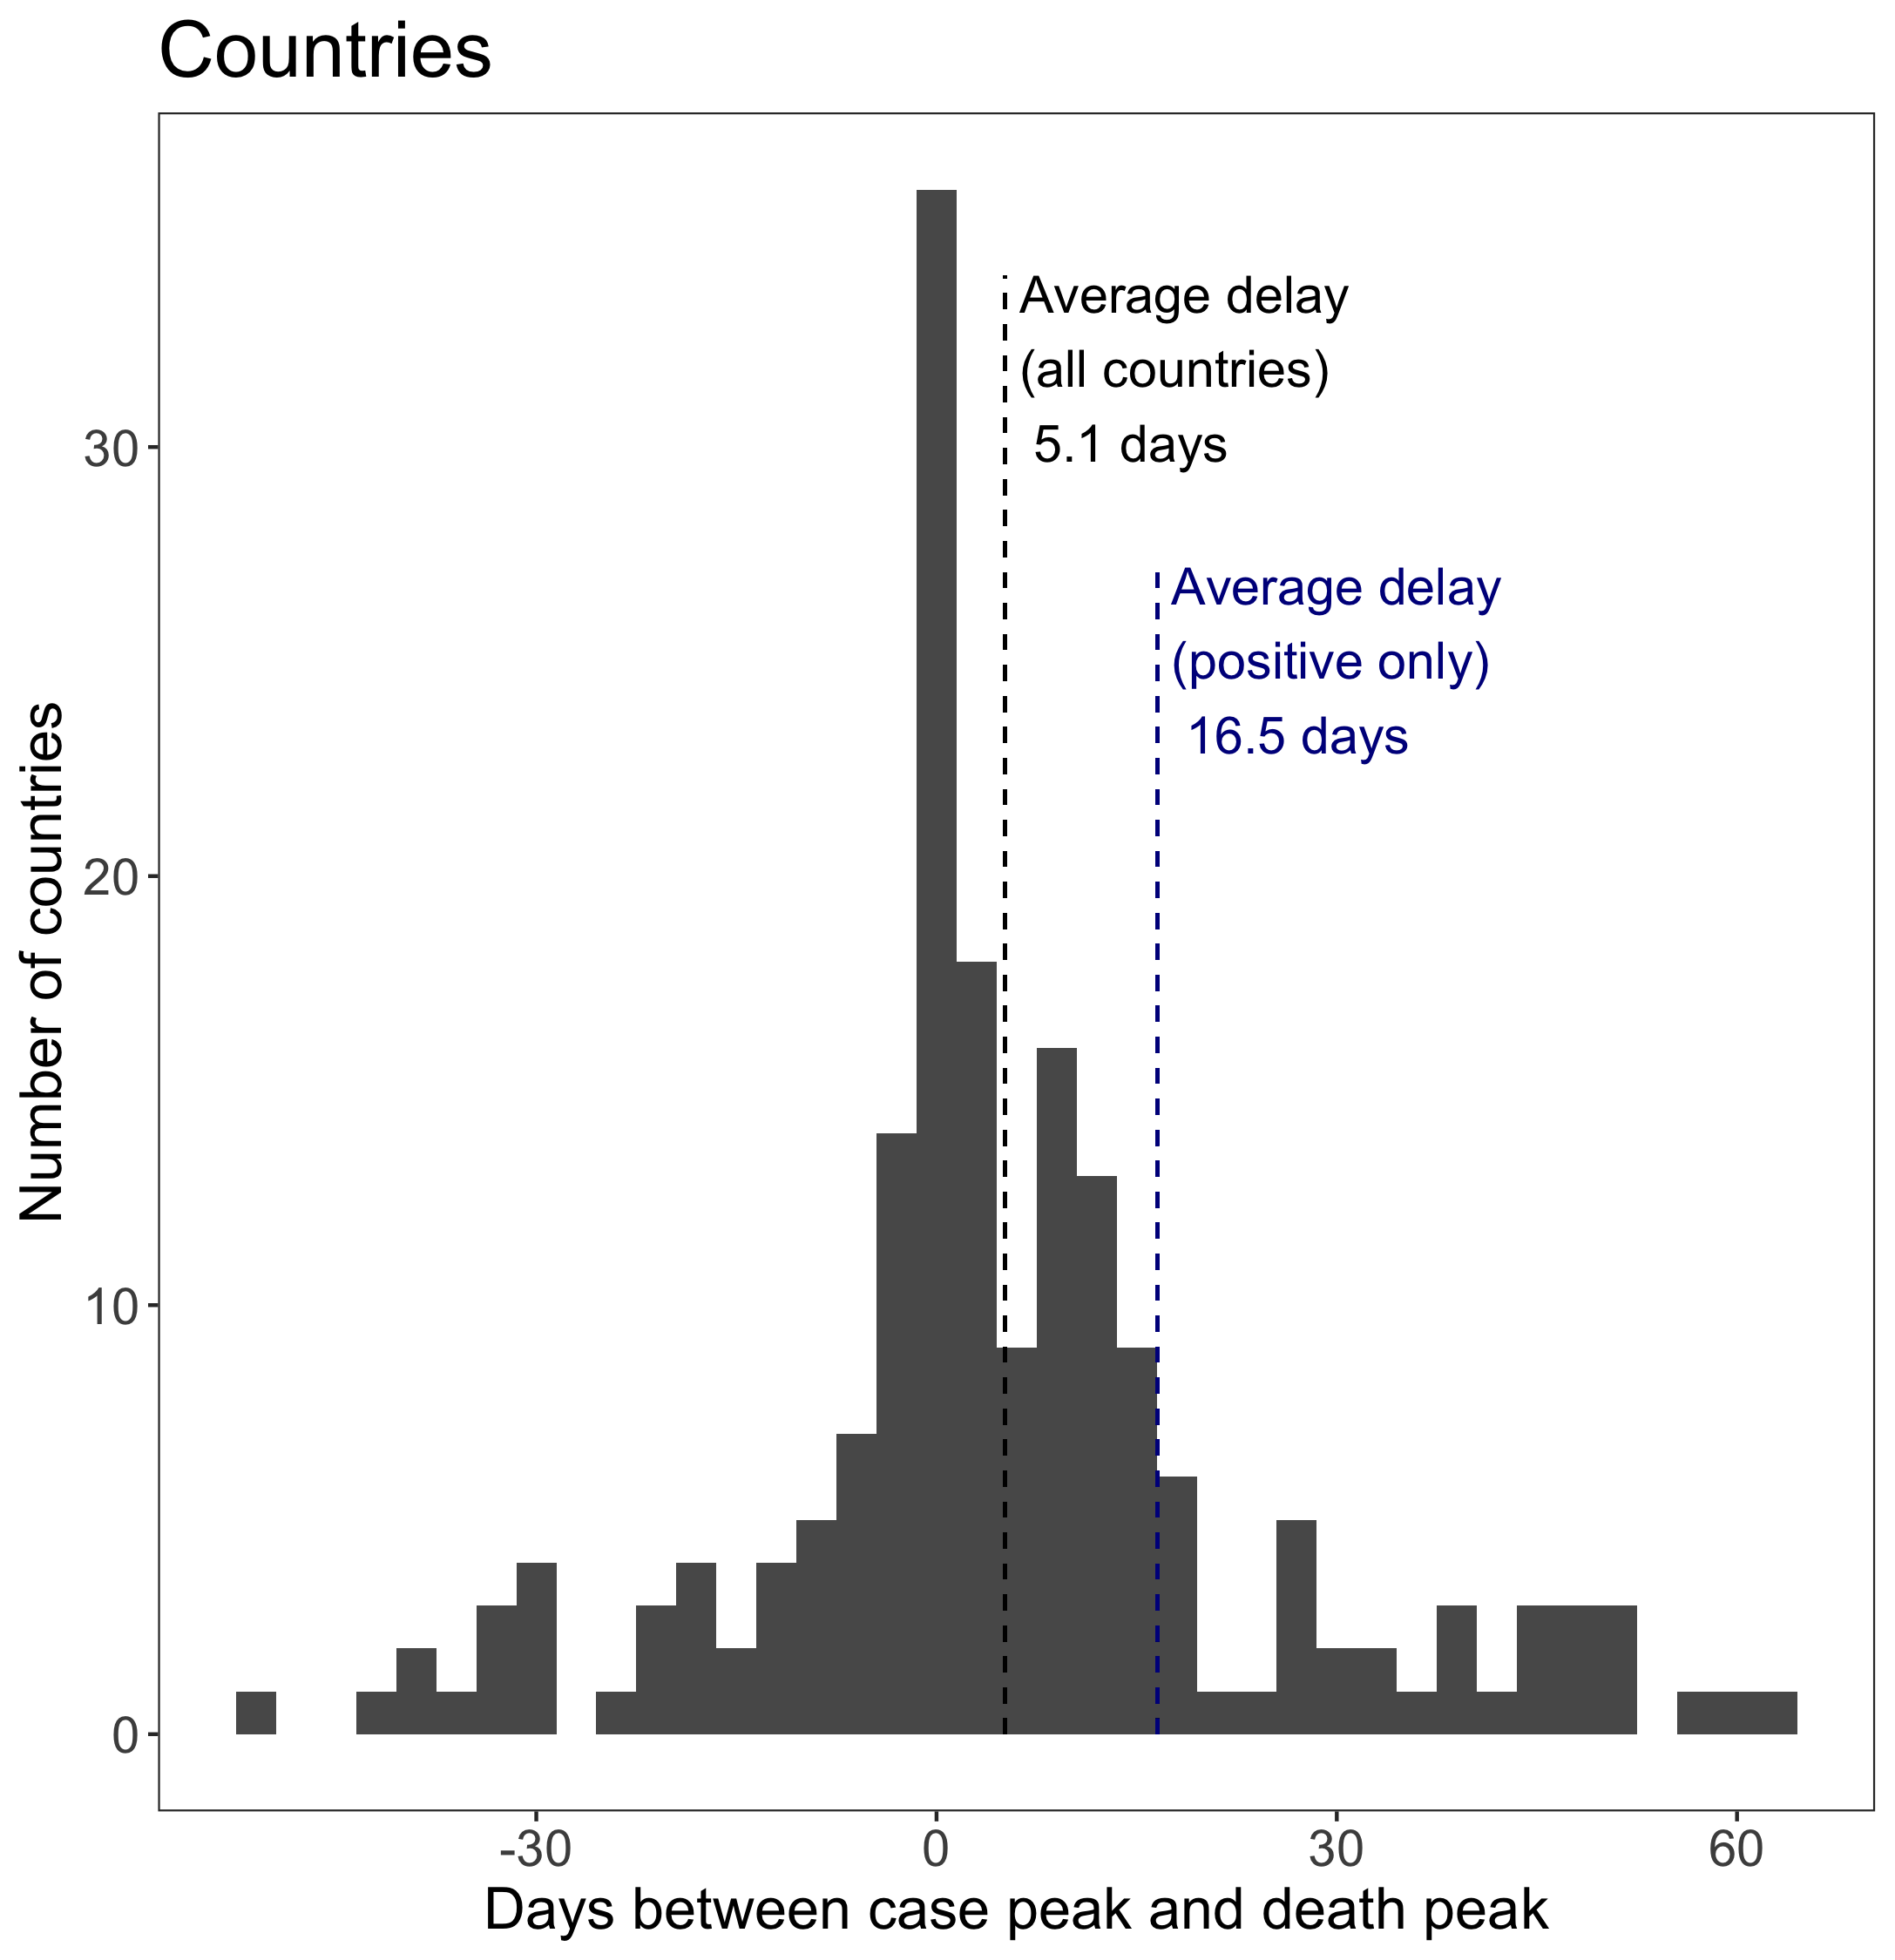 Countries
Average delay
(all countries)
5.1 days
Average delay
(positive only)
16.5 days
Number of countries
30
20
10
0
-30
0
30
60
Days between case peak and death peak